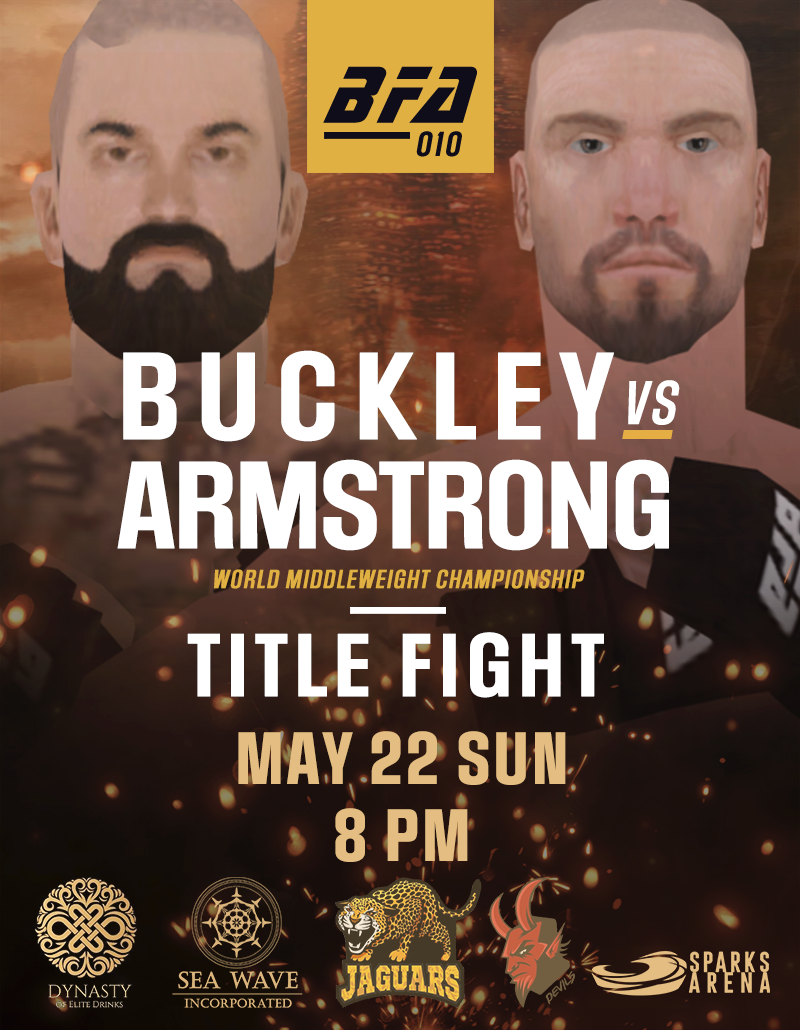 BFA
010
BUCKLEY VS
ARMSTRONG
WORLD MIDDLEWEIGHT CHAMPIONSHIP
TITLE FIGHT
MAY 22 SUN
8 PM
DYNASTY
OF ELITE DRINKS
SEA WAVE
INCORPORATED
JAGUARS
DEVILS
SPARKS
ARENA